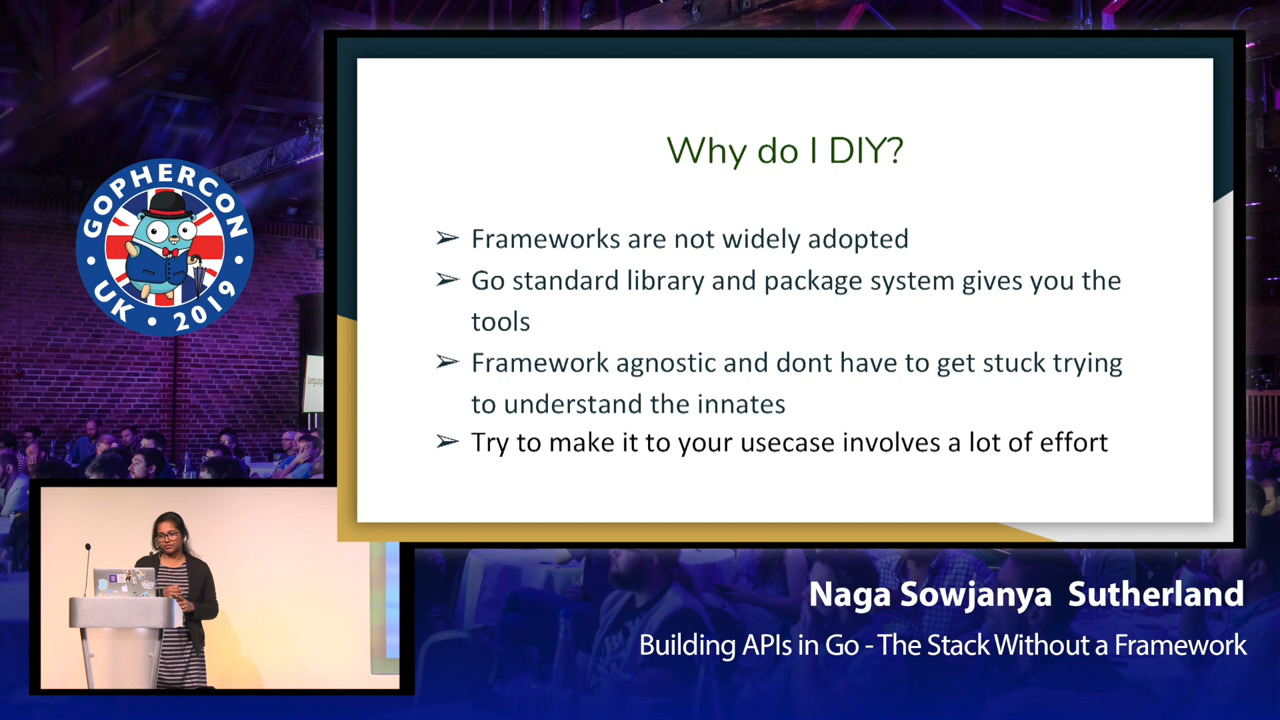 GOPHERCON
UK • 2019
Why do I DIY?
➢ Frameworks are not widely adopted
➢ Go standard library and package system gives you the
tools
➢ Framework agnostic and dont have to get stuck trying
to understand the innates
➢ Try to make it to your usecase involves a lot of effort
Naga Sowjanya Sutherland
Building APIs in Go - The Stack Without a Framework